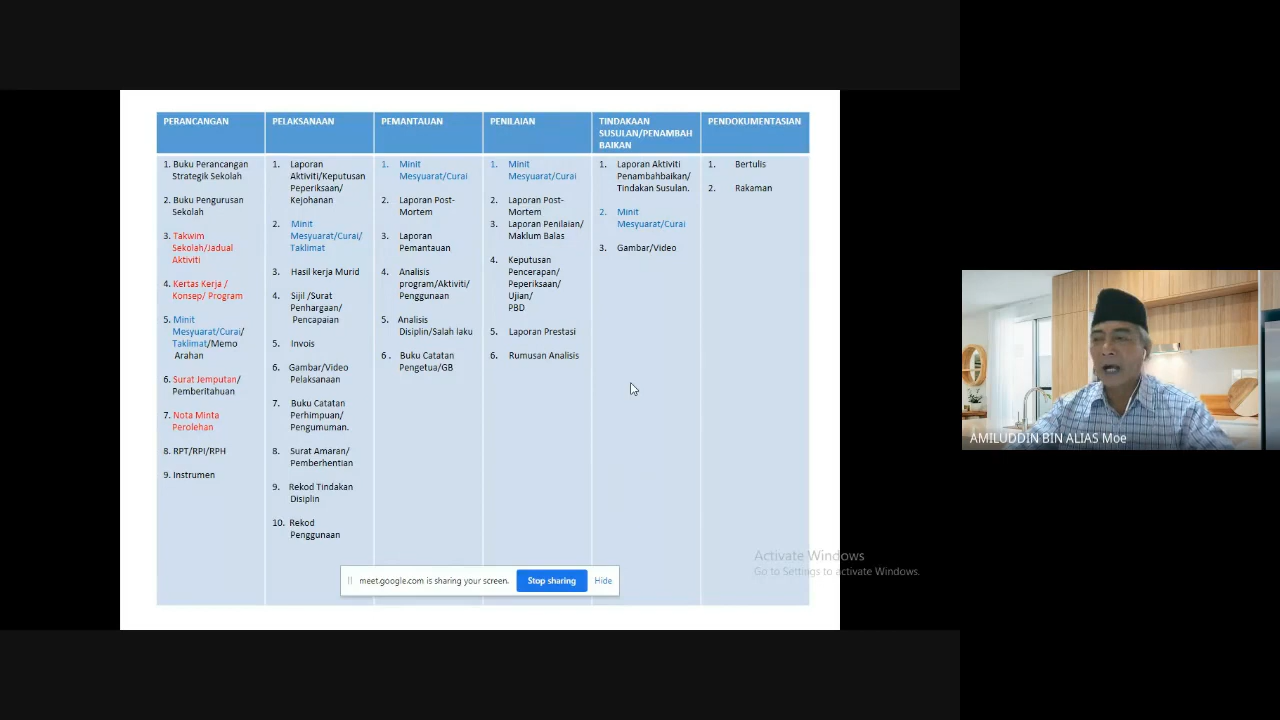 PERANCANGAN
1. Buku Perancangan
Strategik Sekolah
2. Buku Pengurusan
Sekolah
3. Takwim
Sekolah/Jadual
Aktiviti
4. Kertas Kerja /
Konsep/ Program
5. Minit
Mesyuarat/Curai/
Taklimat/Memo
Arahan
6. Surat Jemputan/
Pemberitahuan
7. Nota Minta
Perolehan
8. RPT/RPI/RPH
9. Instrumen
PELAKSANAAN
1. Laporan
Aktiviti/Keputusan
Peperiksaan/
Kejohanan
2. Minit
Mesyuarat/Curai/
Taklimat
3. Hasil kerja Murid
4. Sijil /Surat
Penhargaan/
Pencapaian
5. Invois
6. Gambar/Video
Pelaksanaan
7. Buku Catatan
Perhimpuan/
Pengumuman.
8. Surat Amaran/
Pemberhentian
9. Rekod Tindakan
Disiplin
10. Rekod
Penggunaan
PEMANTAUAN
1. Minit
Mesyuarat/Curai
2. Laporan Post-
Mortem
3. Laporan
Pemantauan
4. Analisis
program/Aktiviti/
Penggunaan
5. Analisis
Disiplin/Salah laku
6 . Buku Catatan
Pengetua/GB
PENILAIAN
1. Minit
Mesyuarat/Curai
2. Laporan Post-
Mortem
3. Laporan Penilaian/
Maklum Balas
4. Keputusan
Pencerapan/
Peperiksaan/
Ujian/
PBD
5. Laporan Prestasi
6. Rumusan Analisis
TINDAKAAN
SUSULAN/PENAMBAH
BAIKAN
1. Laporan Aktiviti
Penambahbaikan/
Tindakan Susulan.
2. Minit
Mesyuarat/Curai
3. Gambar/Video
PENDOKUMENTASIAN
1. Bertulis
2. Rakaman
meet.google.com is sharing your screen.
Stop sharing
Hide
Activate Windows
Go to Settings to activate Windows.
AMILUDDIN BIN ALIAS Moe